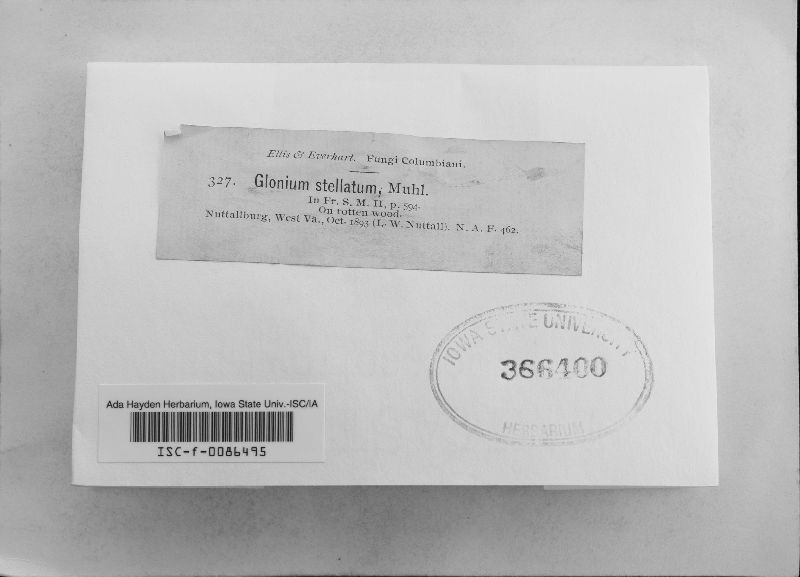 Ellis & Everhart. Fungi Columbiani.
327. Glonium stellatum, Muhl.
In Fr. S. M. II, p. 594.
On rotten wood.
Nuttallburg, West Va., Oct. 1893 (L. W. Nuttall). N. A. F. 462.
IOWA STATE UNIVERSITY
366400
HERBARIUM
Ada Hayden Herbarium, Iowa State Univ.-ISC/IA
ISC-f-0086495